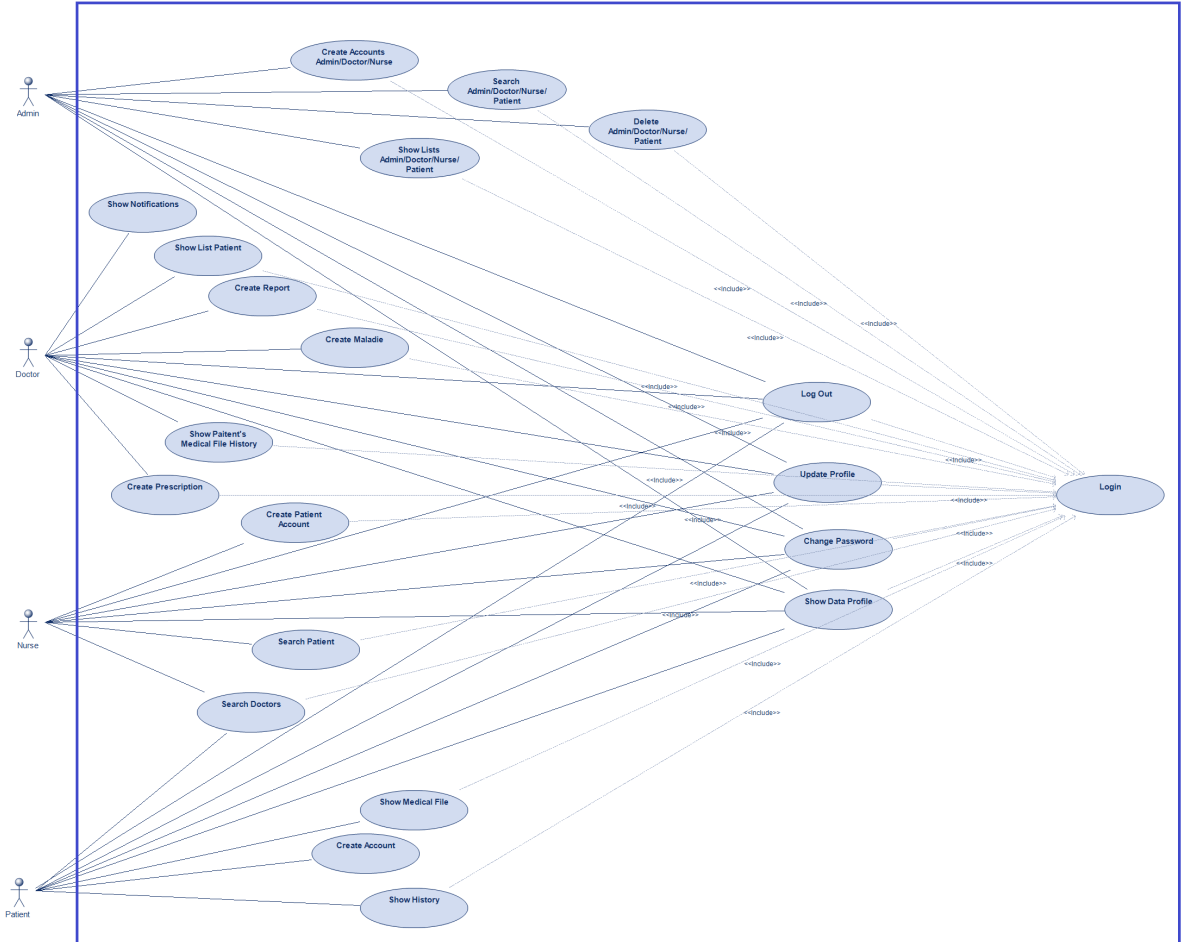 Create Accounts
Admin/Doctor/Nurse
Search
Admin/Doctor/Nurse/
Patient
Admin
Delete
Admin/Doctor/Nurse/
Patient
Show Lists
Admin/Doctor/Nurse/
Patient
Show Notifications
Show List Patient
Create Report
<<Include>>
<<Include>>
<<Include>>
<<Include>>
Create Maladie
Doctor
<<Include>>
Log Out
<<Include>>
<<Include>>
Show Paitent's
Medical File History
<<Include>>
Update Profile
<<Include>>
Create Prescription
Login
<<Include>>
<<Include>>
Create Patient
Account
<<Include>>
<<Include>>
Change Password
<<Include>>
<<Include>>
Show Data Profile
<<Include>>
Nurse
Search Patient
<<Include>>
Search Doctors
<<Include>>
Show Medical File
Create Account
Show History
Patient